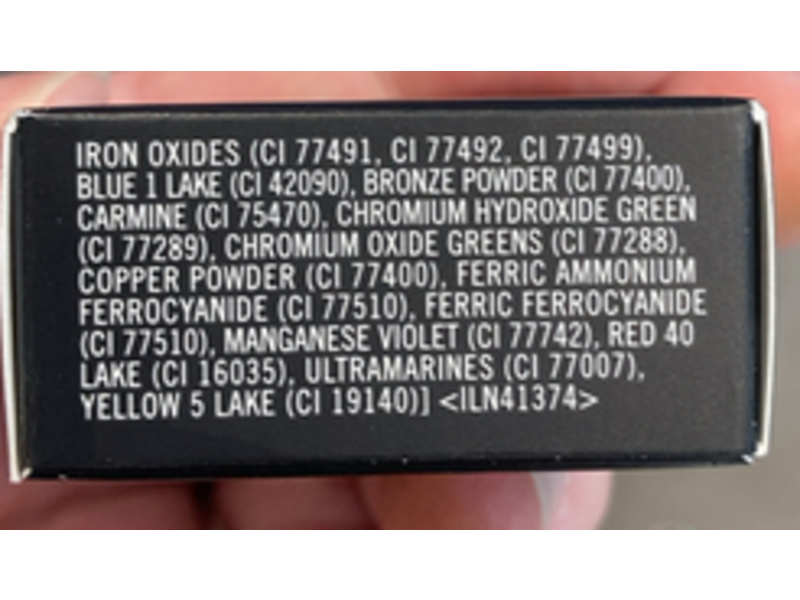 IRON OXIDES (CI 77491, CI 77492, CI 77499),
BLUE 1 LAKE (CI 42090), BRONZE POWDER (CI 77400),
CARMINE (CI 75470), CHROMIUM HYDROXIDE GREEN
(CI 77289), CHROMIUM OXIDE GREENS (CI 77288),
COPPER POWDER (CI 77400), FERRIC AMMONIUM
FERROCYANIDE (CI 77510), FERRIC FERROCYANIDE
(CI 77510), MANGANESE VIOLET (CI 77742), RED 40
LAKE (CI 16035), ULTRAMARINES (CI 77007),
YELLOW 5 LAKE (CI 19140)] <ILN41374>